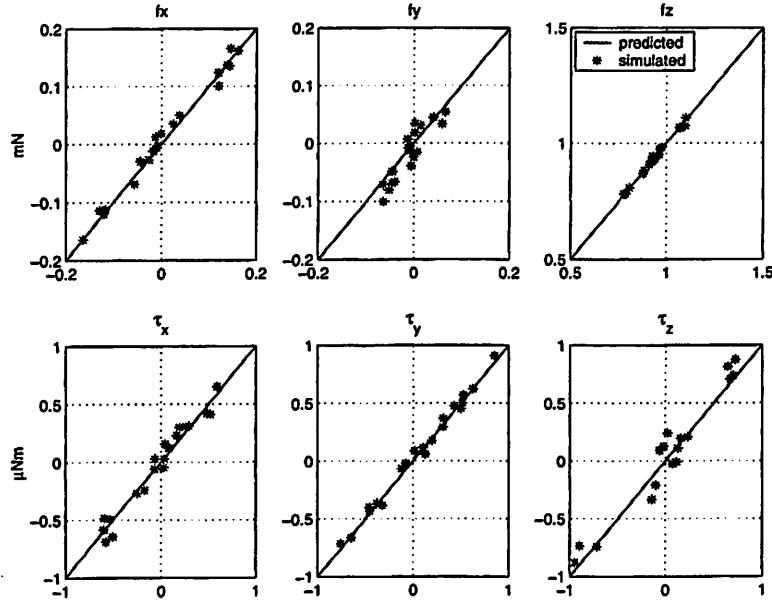 fx fy fz
0.2 0.2 1.5
predicted
simulated
0.1 0.1
mN 0 0 1
−0.1 −0.1
−0.2 −0.2 0.5
−0.2 0 0.2 −0.2 0 0.2 0.5 1 1.5
τx τy τz
1 1 1
0.5 0.5 0.5
μNm 0 0 0
−0.5 −0.5 −0.5
−1 −1 −1
−1 0 1 −1 0 1 −1 0 1